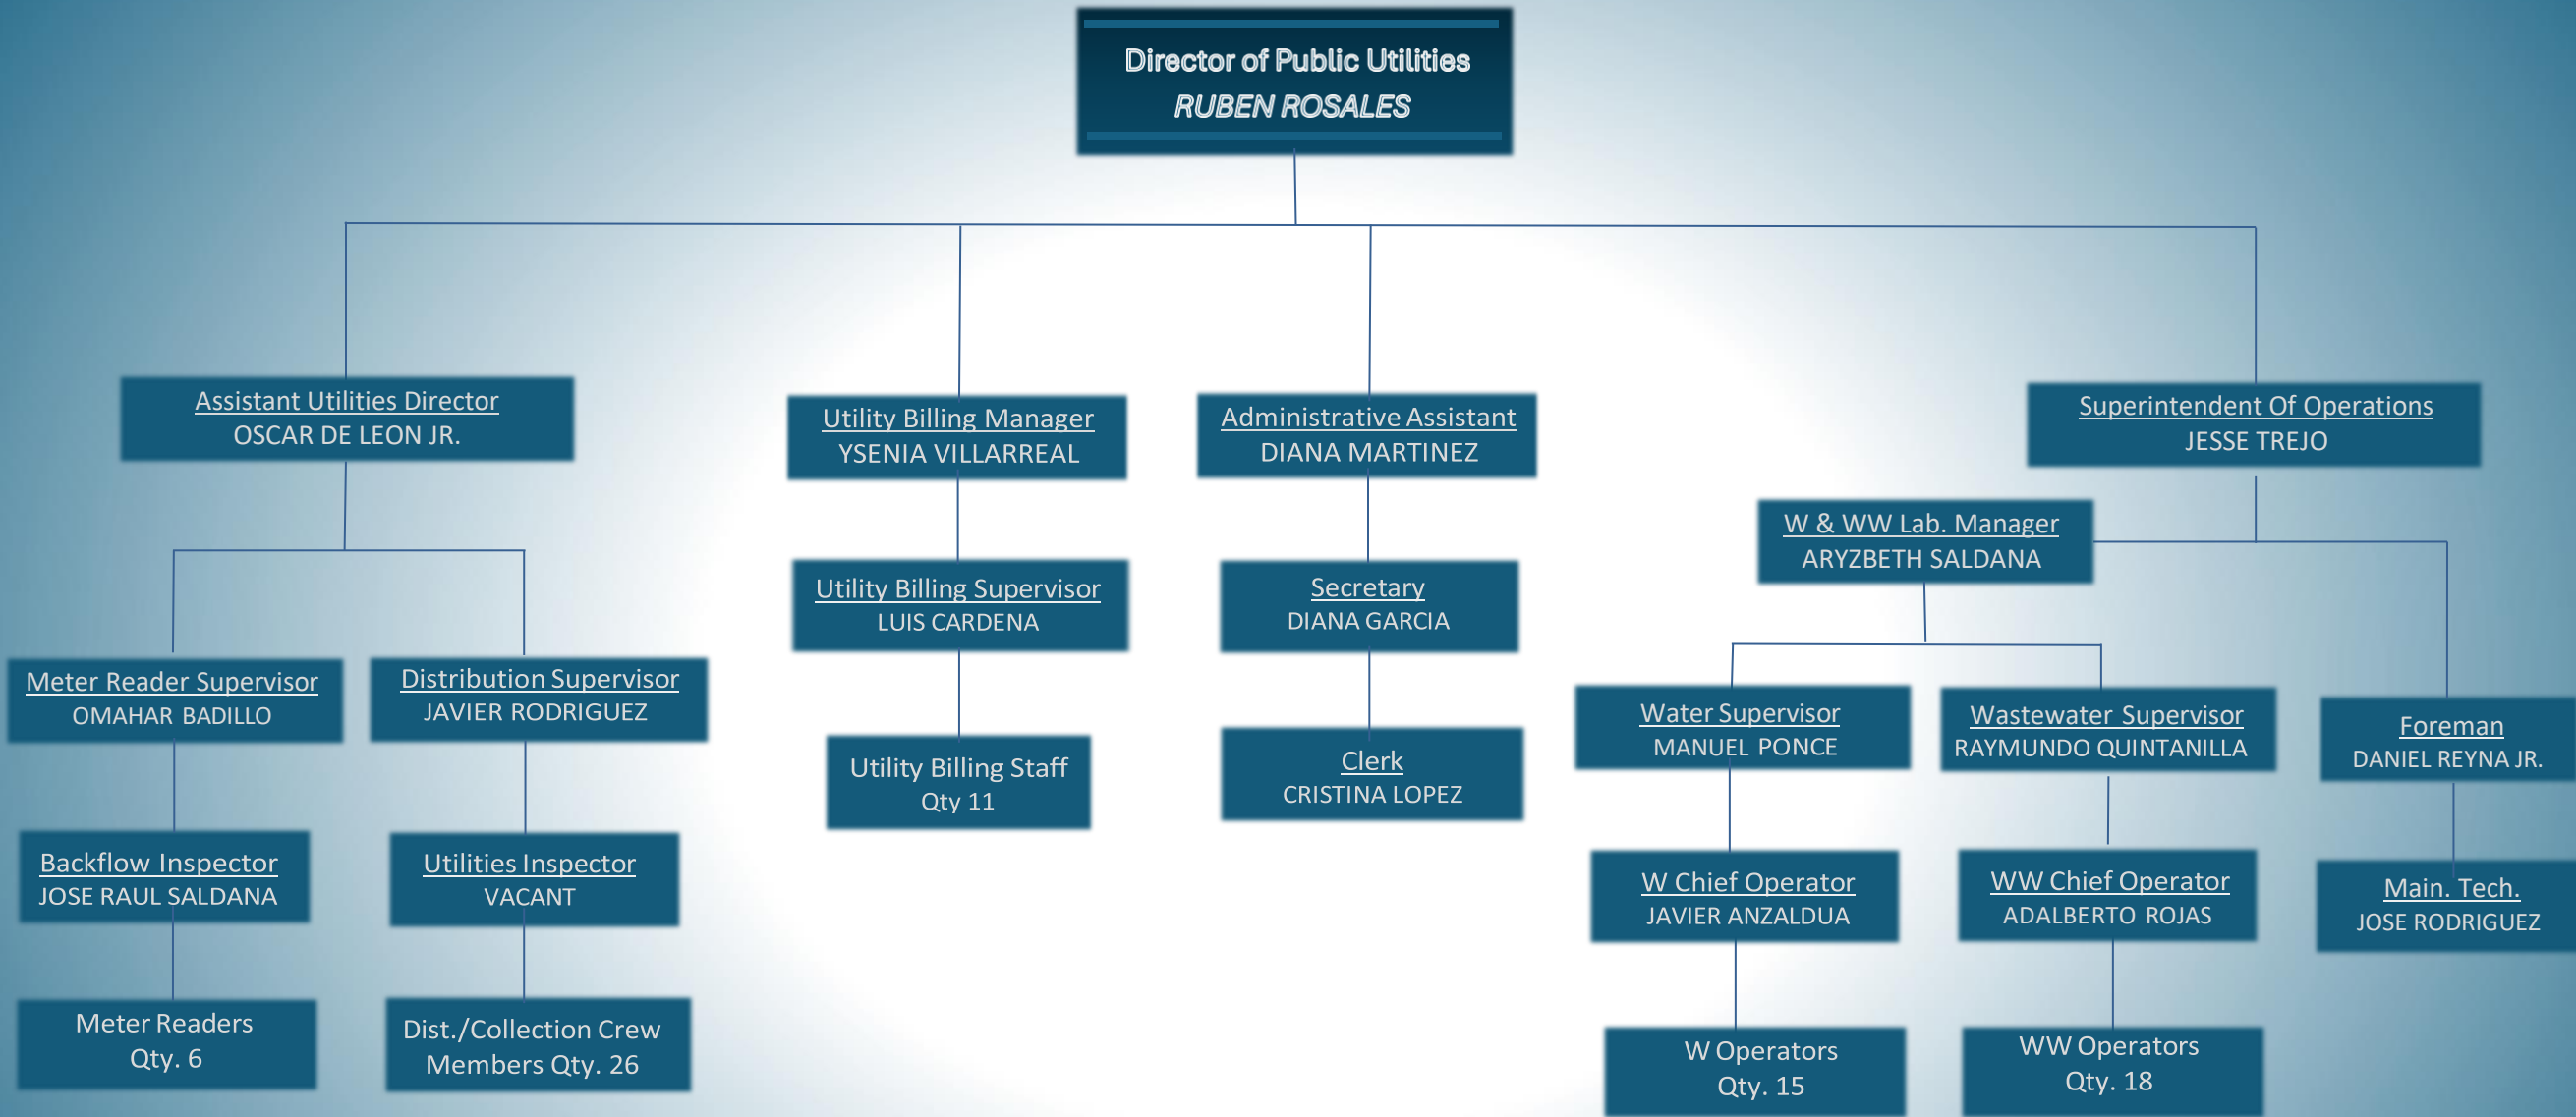 Director of Public Utilities
RUBEN ROSALES
Assistant Utilities Director
OSCAR DE LEON JR.
Utility Billing Manager
YSENIA VILLARREAL
Administrative Assistant
DIANA MARTINEZ
Superintendent Of Operations
JESSE TREJO
W & WW Lab. Manager
ARYZBETH SALDANA
Utility Billing Supervisor
LUIS CARDENA
Secretary
DIANA GARCIA
Meter Reader Supervisor
OMAHAR BADILLO
Distribution Supervisor
JAVIER RODRIGUEZ
Water Supervisor
MANUEL PONCE
Wastewater Supervisor
RAYMUNDO QUINTANILLA
Foreman
DANIEL REYNA JR.
Utility Billing Staff
Qty 11
Clerk
CRISTINA LOPEZ
Backflow Inspector
JOSE RAUL SALDANA
Utilities Inspector
VACANT
W Chief Operator
JAVIER ANZALDUA
WW Chief Operator
ADALBERTO ROJAS
Main. Tech.
JOSE RODRIGUEZ
Meter Readers
Qty. 6
Dist./Collection Crew
Members Qty. 26
W Operators
Qty. 15
WW Operators
Qty. 18